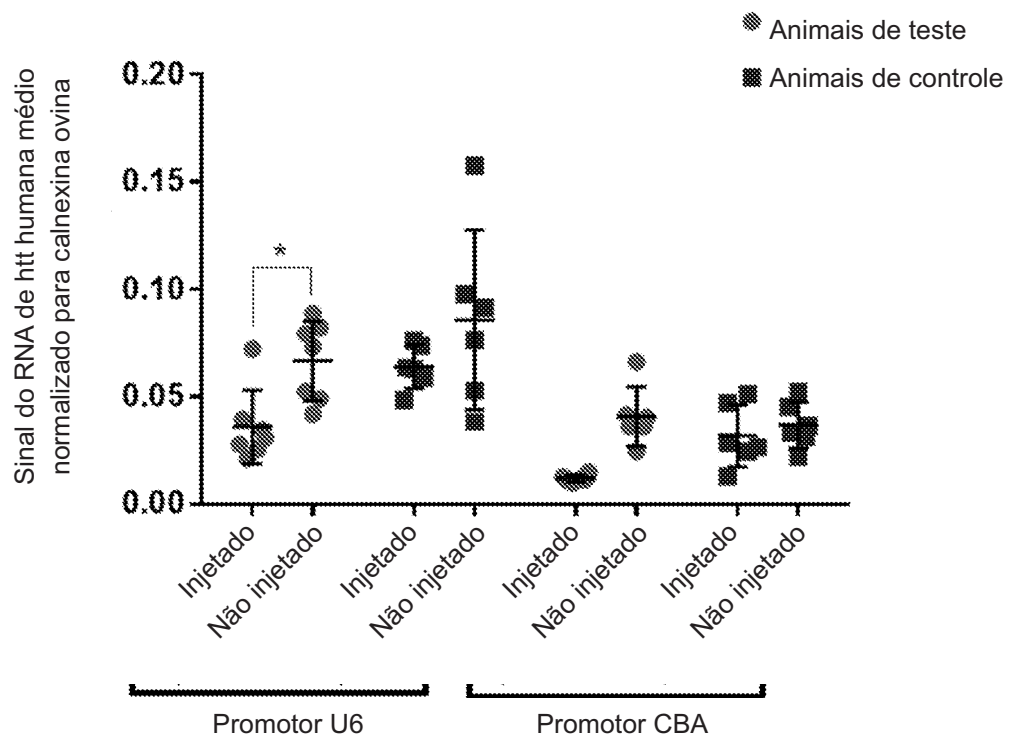 Animais de teste
Animais de controle
Sinal do RNA de htt humana médio
normalizado para calnexina ovina
0.20
0.15
0.10
0.05
0.00
*
Injetado
Não injetado
Injetado
Não injetado
Injetado
Não injetado
Injetado
Não injetado
Promotor U6
Promotor CBA